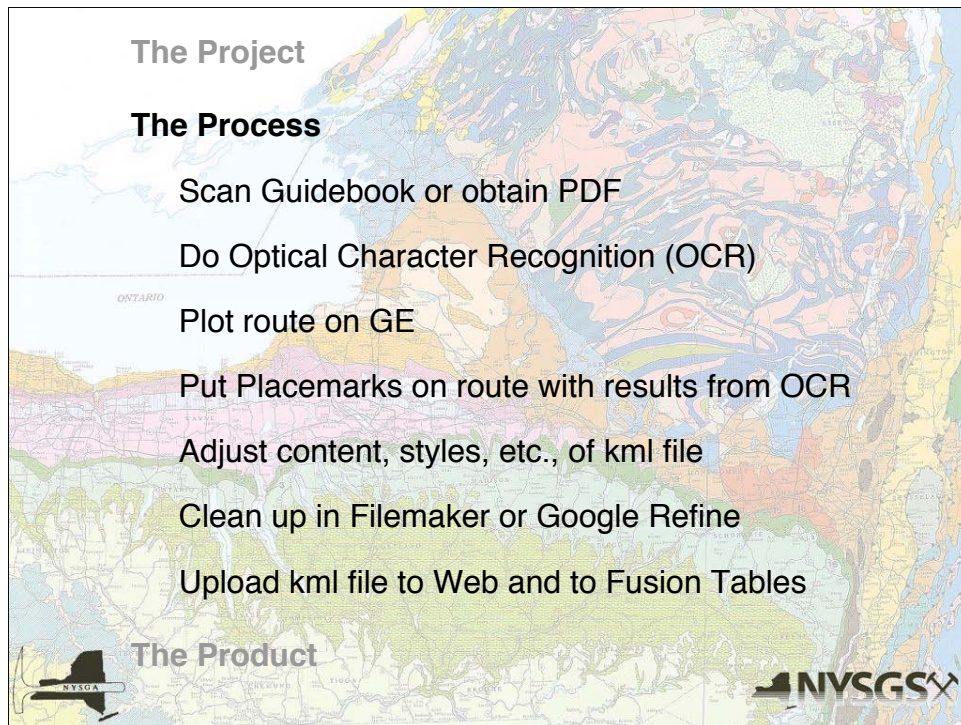 The Project
The Process
Scan Guidebook or obtain PDF
Do Optical Character Recognition (OCR)
ONTARIO
Plot route on GE
Put Placemarks on route with results from OCR
Adjust content, styles, etc., of kml file
Clean up in Filemaker or Google Refine
Upload kml file to Web and to Fusion Tables
The Product
NYSGA
NYSGS